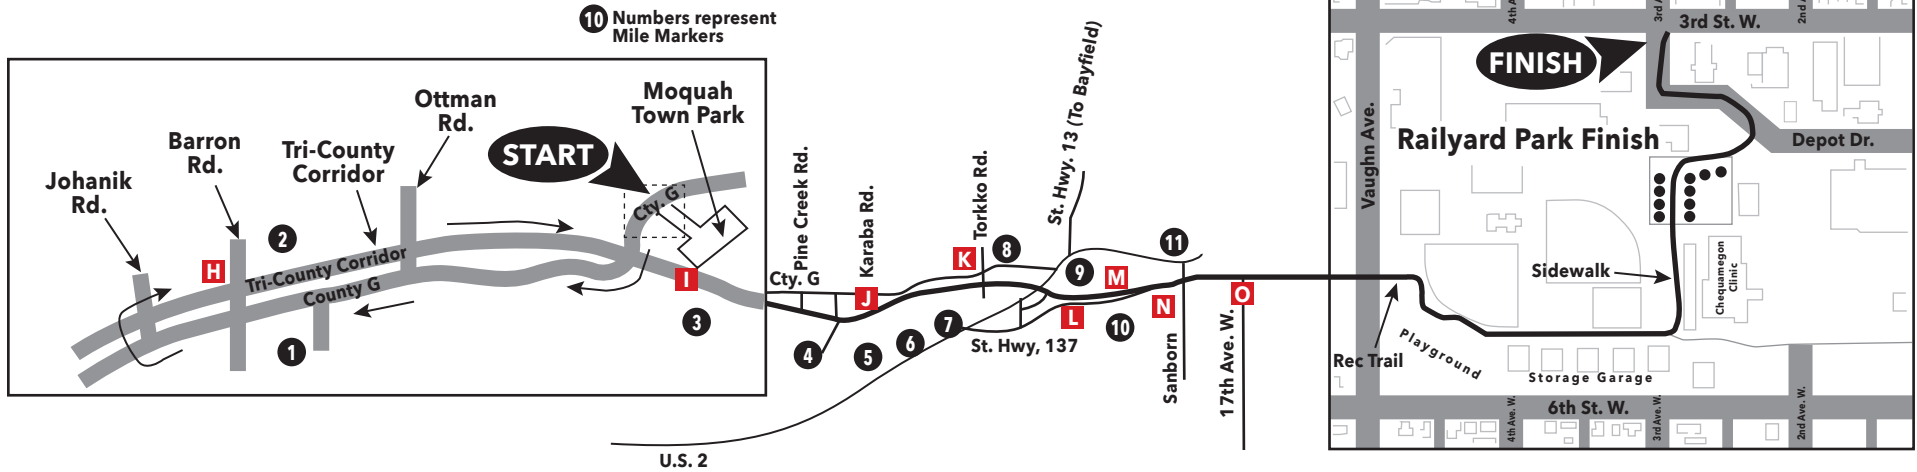 10 Numbers represent
Mile Markers
Johanik
Rd.
Barron
Rd.
Tri-County
Corridor
Ottman
Rd.
START
Moquah
Town Park
Cty. G
2
H
Tri-County Corridor
County G
1
I
3
Cty. G
Pine Creek Rd.
Karaba Rd.
Torkko Rd.
St. Hwy. 13 (To Bayfield)
J
K
8
9
M
11
4
5
6
7
L
10
N
O
St. Hwy, 137
Sanborn
17th Ave. W.
U.S. 2
4th A
3rd A
2nd A
3rd St. W.
FINISH
Vaughn Ave.
Railyard Park Finish
Depot Dr.
Sidewalk
Chequamegon
Clinic
Rec Trail
Playground
Storage Garage
6th St. W.
4th Ave. W.
3rd Ave. W.
2nd Ave. W.